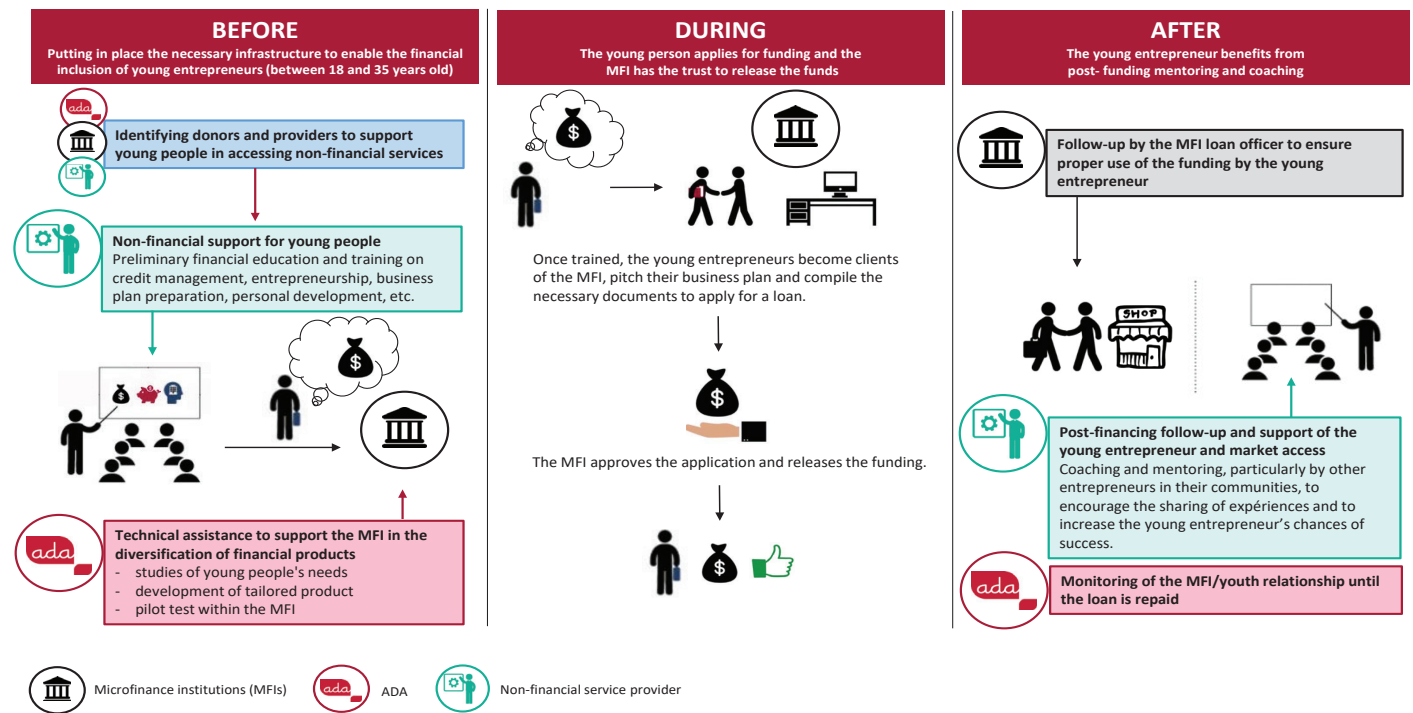 BEFORE
Putting in place the necessary infrastructure to enable the financial
inclusion of young entrepreneurs (between 18 and 35 years old)
ada
Identifying donors and providers to support
young people in accessing non-financial services
Non-financial support for young people
Preliminary financial education and training on
credit management, entrepreneurship, business
plan preparation, personal development, etc.
$
$
ada
Technical assistance to support the MFI in the
diversification of financial products
- studies of young people's needs
- development of tailored product
- pilot test within the MFI
DURING
The young person applies for funding and the
MFI has the trust to release the funds
$
Once trained, the young entrepreneurs become clients
of the MFI, pitch their business plan and compile the
necessary documents to apply for a loan.
$
The MFI approves the application and releases the funding.
$
AFTER
The young entrepreneur benefits from
post- funding mentoring and coaching
Follow-up by the MFI loan officer to ensure
proper use of the funding by the young
entrepreneur
SHOP
Post-financing follow-up and support of the
young entrepreneur and market access
Coaching and mentoring, particularly by other
entrepreneurs in their communities, to
encourage the sharing of expériences and to
increase the young entrepreneur's chances of
success.
ada
Monitoring of the MFI/youth relationship until
the loan is repaid
Microfinance institutions (MFIs)
ada
ADA
Non-financial service provider